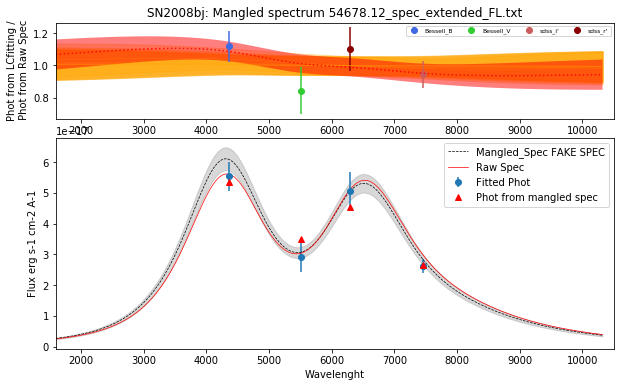 SN2008bj: Mangled spectrum 54678.12_spec_extended_FL.txt
Phot from LCfitting /
Phot from Raw Spec
1.2
1.0
0.8
Bessell_B
Bessell_V
sdss_i'
sdss_r'
2000 3000 4000 5000 6000 7000 8000 9000 10000
1e-17
Flux erg s-1 cm-2 A-1
6
5
4
3
2
1
0
Mangled_Spec FAKE SPEC
Raw Spec
Fitted Phot
Phot from mangled spec
2000 3000 4000 5000 6000 7000 8000 9000 10000
Wavelenght